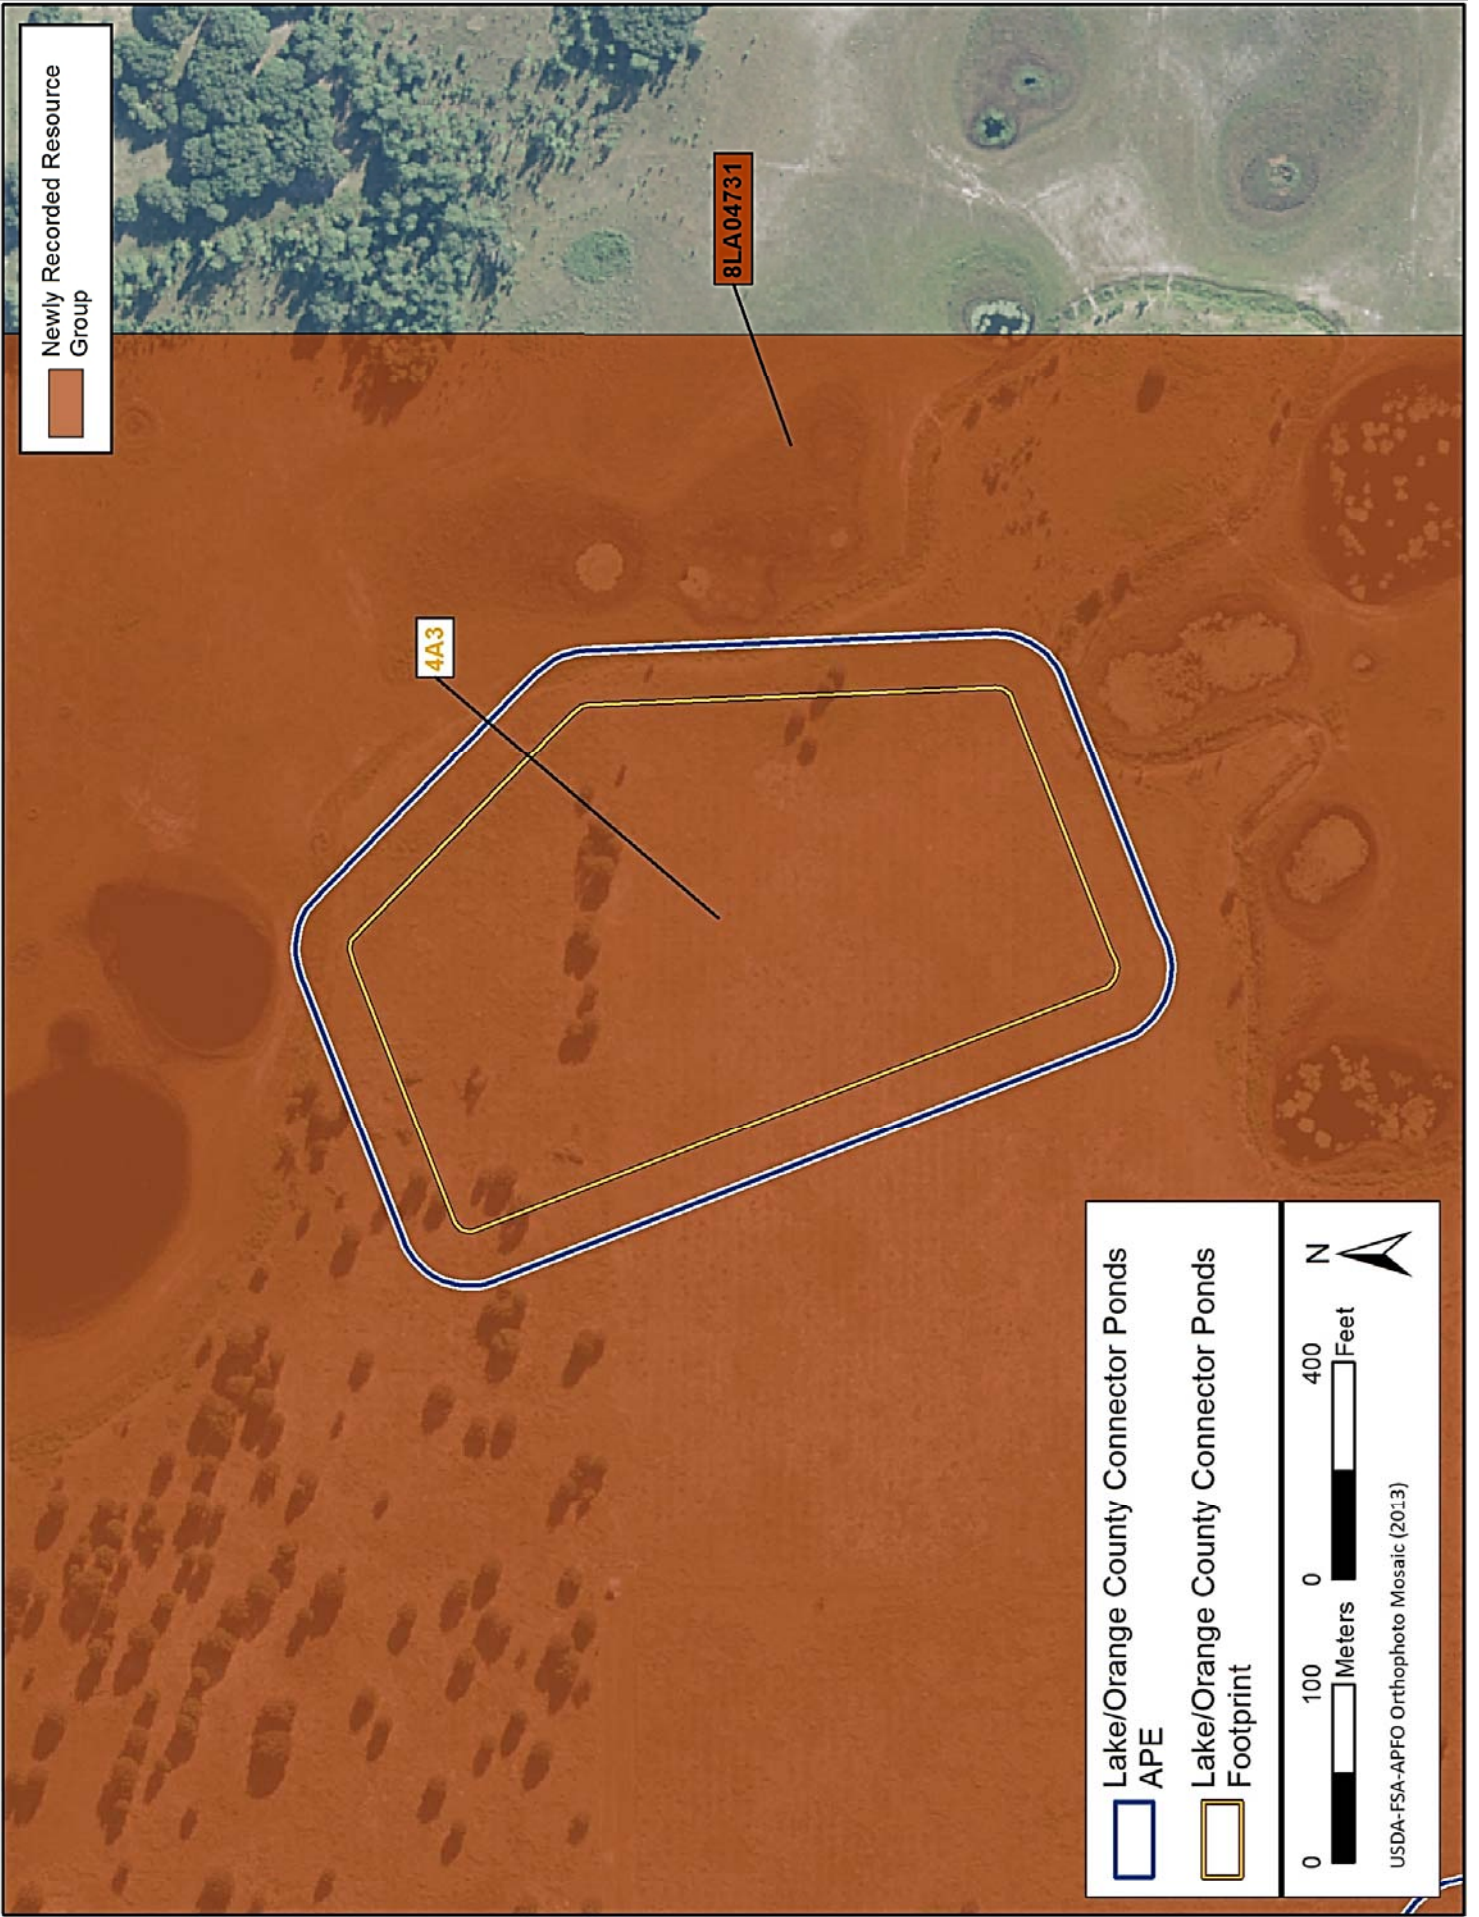 Newly Recorded Resource
Group
8LA04731
4A3
Lake/Orange County Connector Ponds
APE
Lake/Orange County Connector Ponds
Footprint
0 100
Meters
0 400
Feet
N
USDA-FSA-APFO Orthophoto Mosaic (2013)